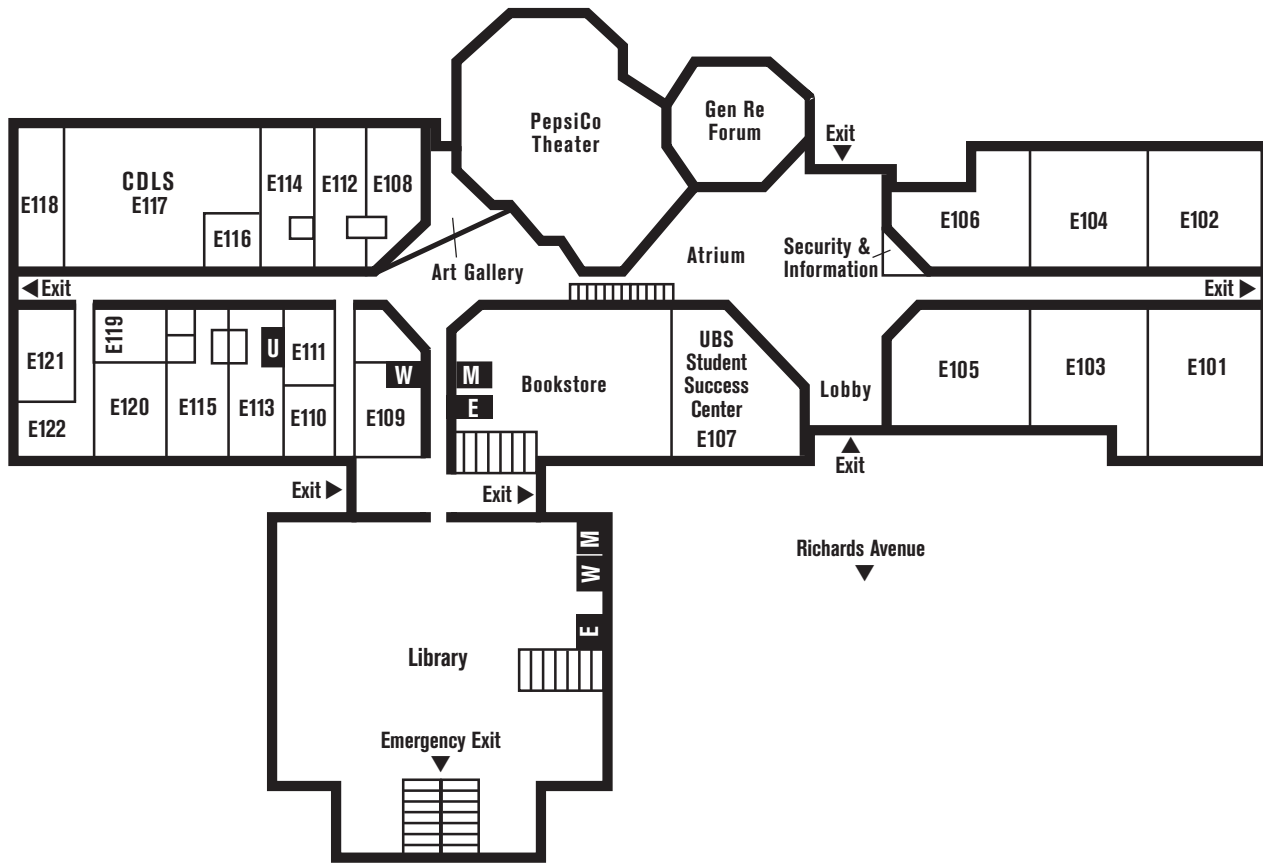 PepsiCo
Theater
Gen Re
Forum
Exit
CDLS
E117
E118
E116
E114
E112
E108
Art Gallery
Atrium
Security &
Information
E106
E104
E102
Exit
Exit
E121
E122
E119
E120
E115
U
E113
E111
E110
W
E109
M
E
Bookstore
UBS
Student
Success
Center
E107
Lobby
E105
E103
E101
Exit
Exit
Exit
M
W
E
Richards Avenue
Library
Emergency Exit